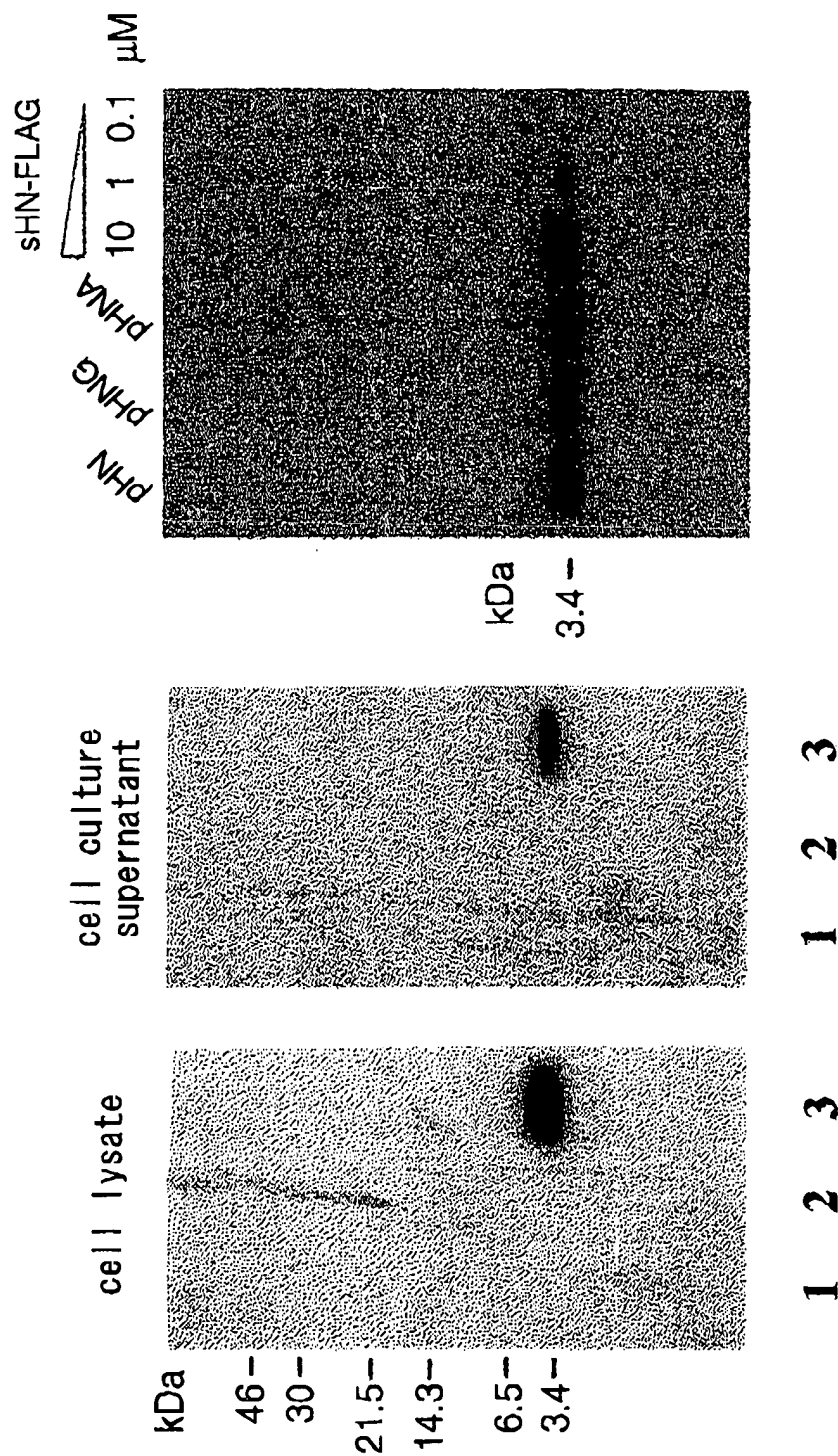 cell lysate
kDa
46-
30-
21.5-
14.3-
6.5-
3.4-
1 2 3
cell culture
supernatant
1 2 3
sHN-FLAG
pHN pHNG pHNA 10 1 0.1 µM
kDa
3.4-